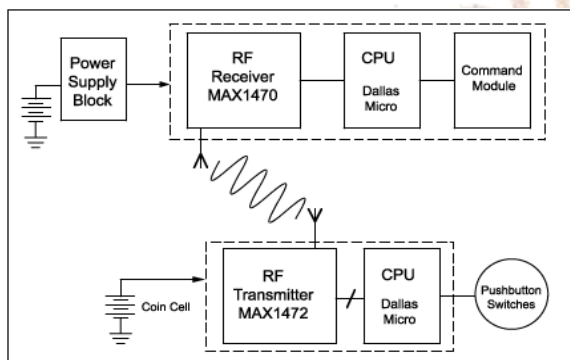 Power
Supply
Block
RF
Receiver
MAX1470
CPU
Dallas
Micro
Command
Module
RF
Transmitter
MAX1472
CPU
Dallas
Micro
Pushbutton
Switches
Coin Cell